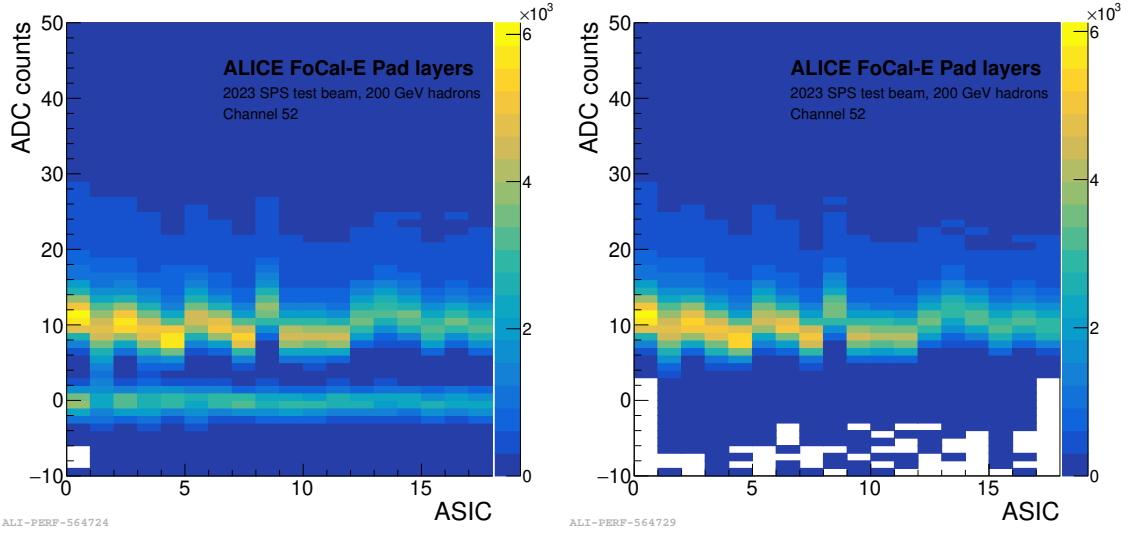 ×10³
50
40
30
20
10
0
−10
ADC counts
ALICE FoCal-E Pad layers
2023 SPS test beam, 200 GeV hadrons
Channel 52
6
4
2
0
0 5 10 15
ASIC
ALI-PERF-564724
×10³
50
40
30
20
10
0
−10
ADC counts
ALICE FoCal-E Pad layers
2023 SPS test beam, 200 GeV hadrons
Channel 52
6
4
2
0
0 5 10 15
ASIC
ALI-PERF-564729